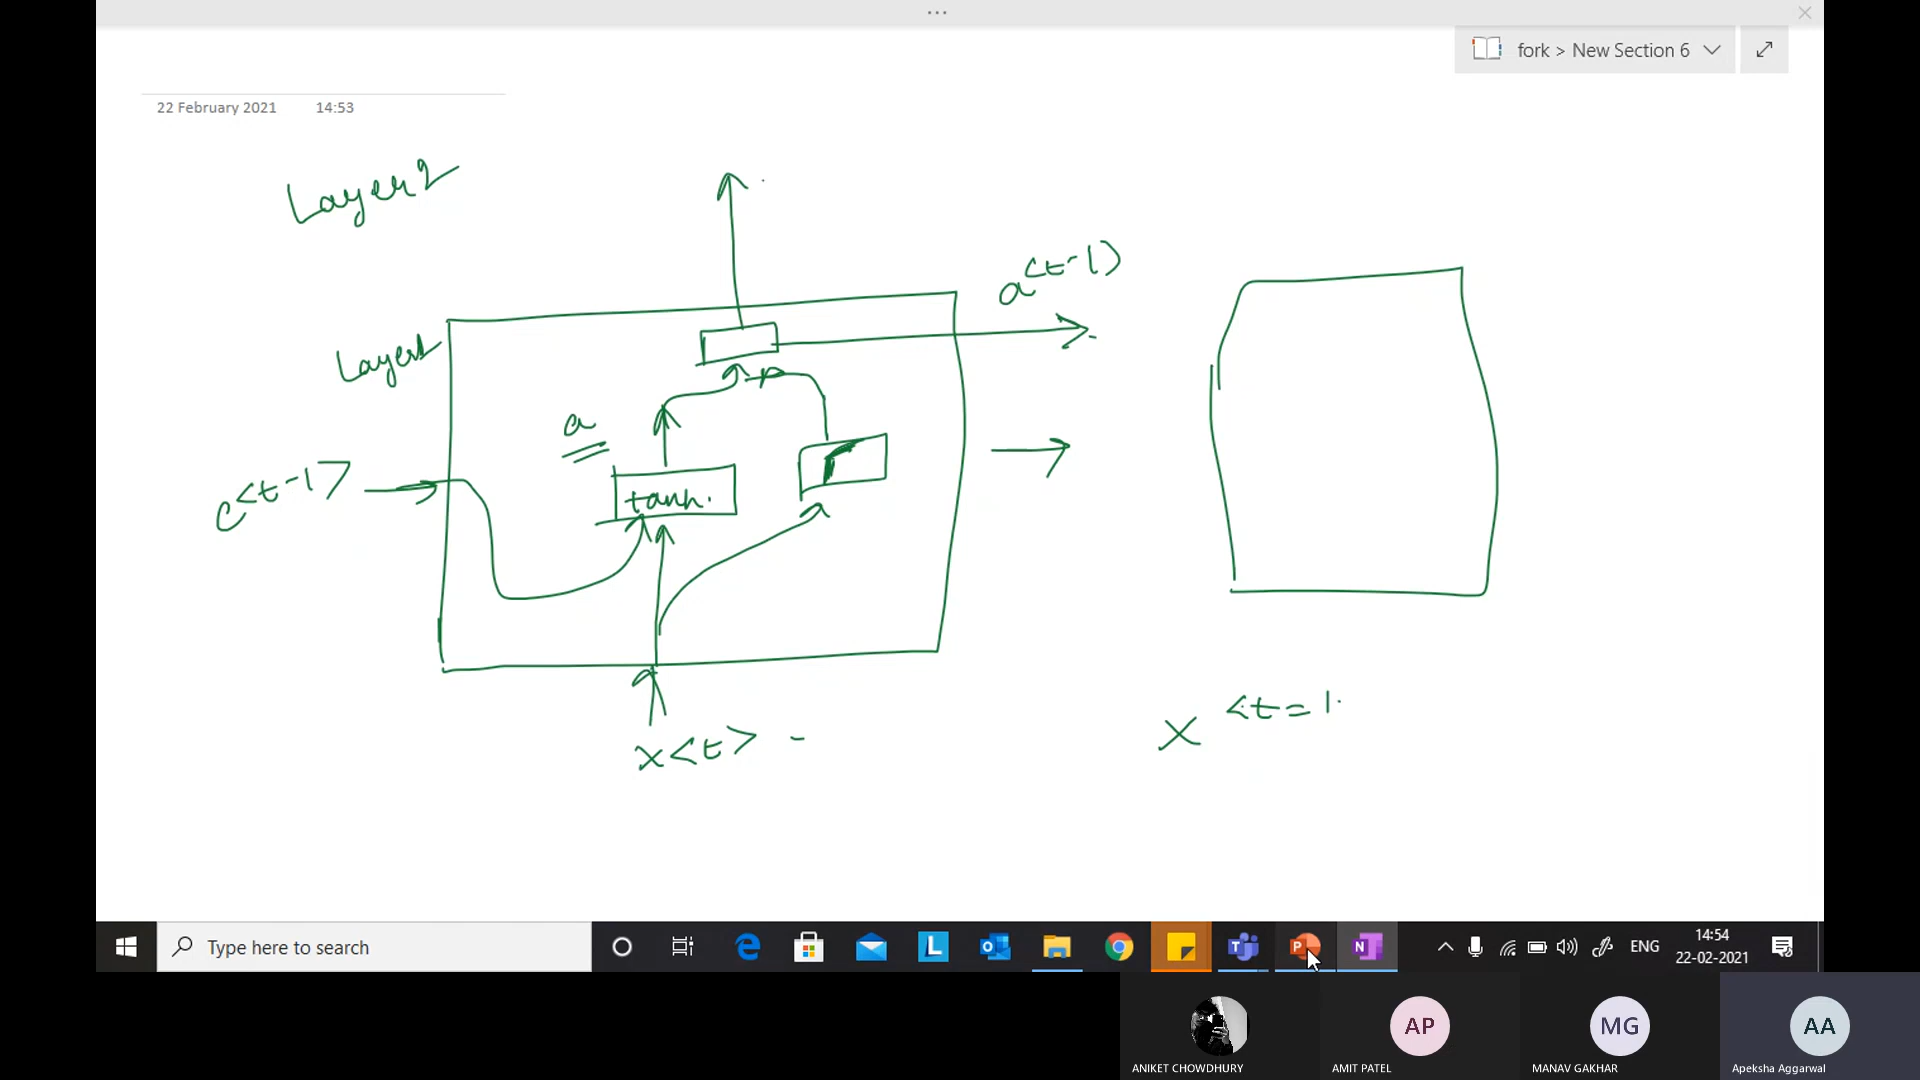 fork > New Section 6
22 February 2021 14:53
Layer2
a<t-1>
Layer1
a
c<t-1>
tanh.
Γ
x<t> -
x <t=1.
Type here to search
L
P
N
ENG
14:54
22-02-2021
AP
MG
AA
ANIKET CHOWDHURY
AMIT PATEL
MANAV GAKHAR
Apeksha Aggarwal